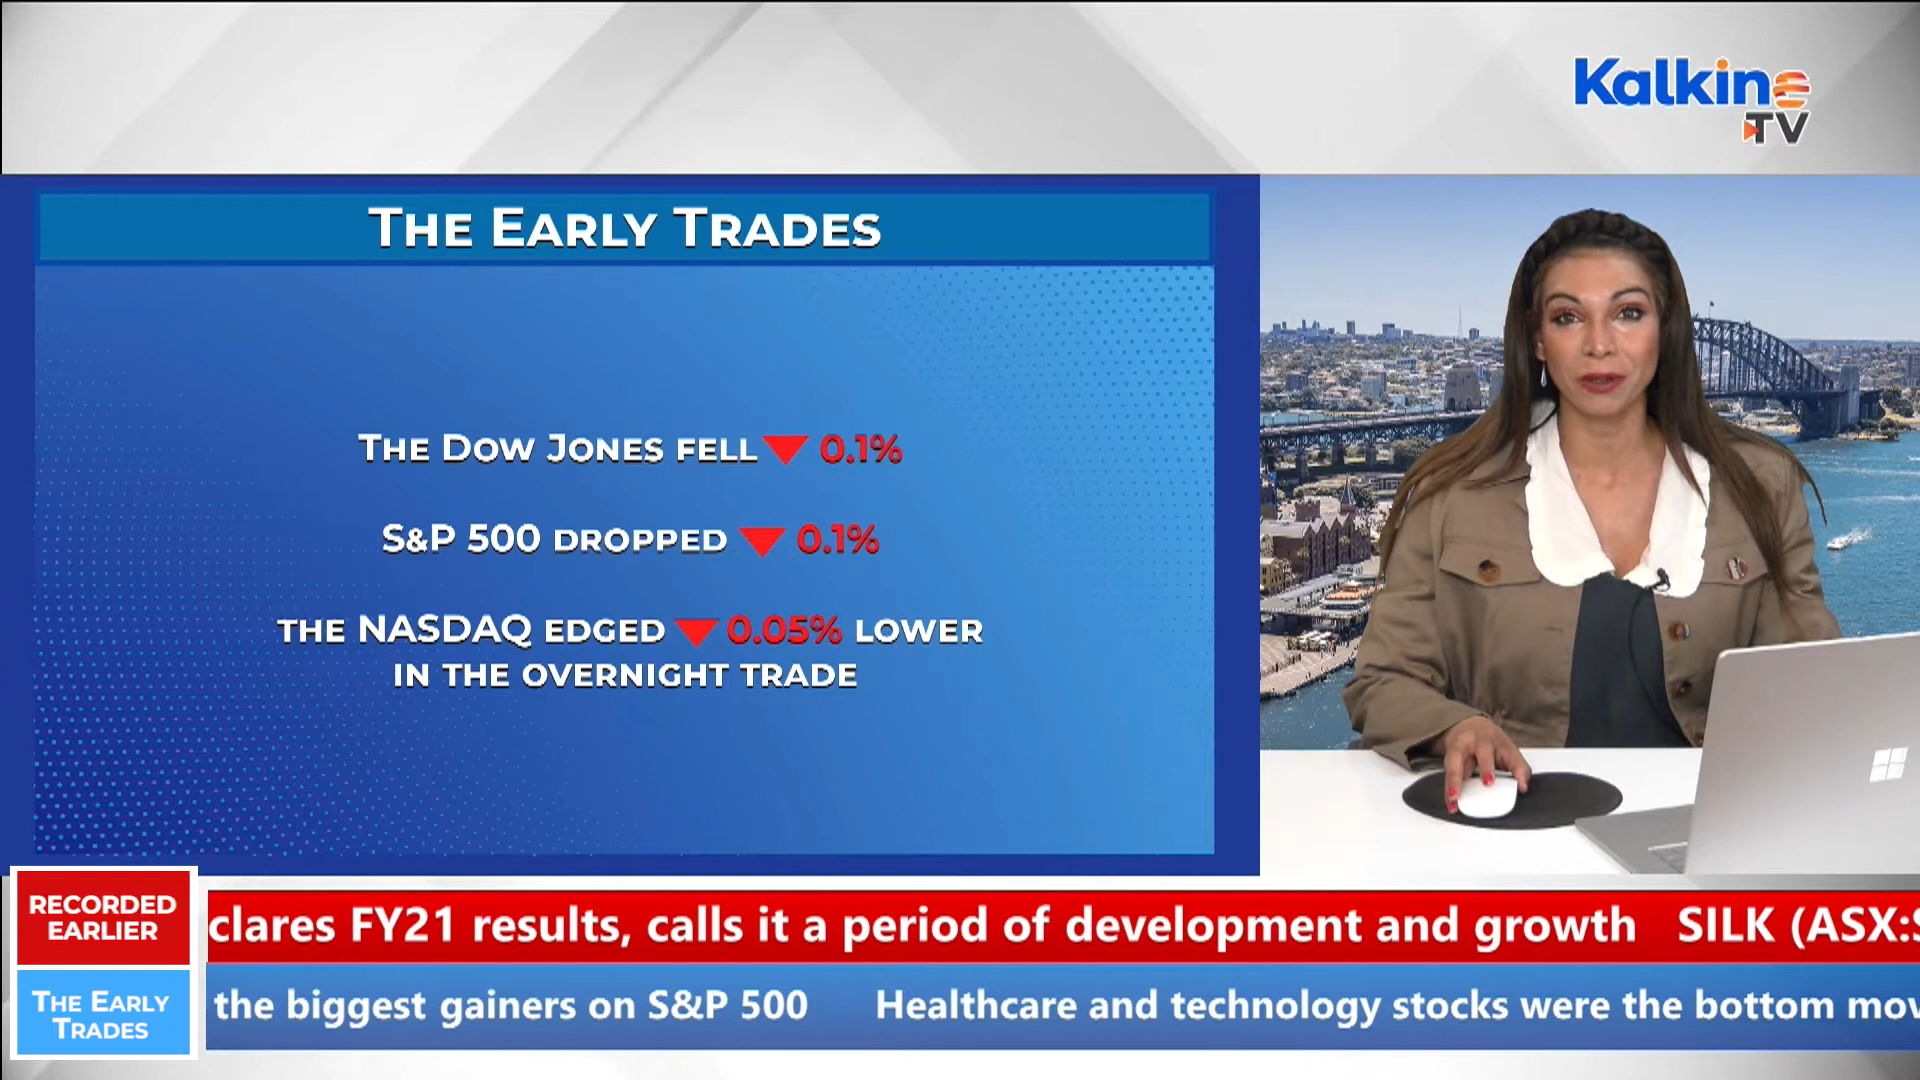 Kalkine
TV
THE EARLY TRADES
THE DOW JONES FELL 0.1%
S&P 500 DROPPED 0.1%
THE NASDAQ EDGED 0.05% LOWER
IN THE OVERNIGHT TRADE
RECORDED
EARLIER
clares FY21 results, calls it a period of development and growth SILK (ASX:S
THE EARLY
TRADES
the biggest gainers on S&P 500 Healthcare and technology stocks were the bottom mov